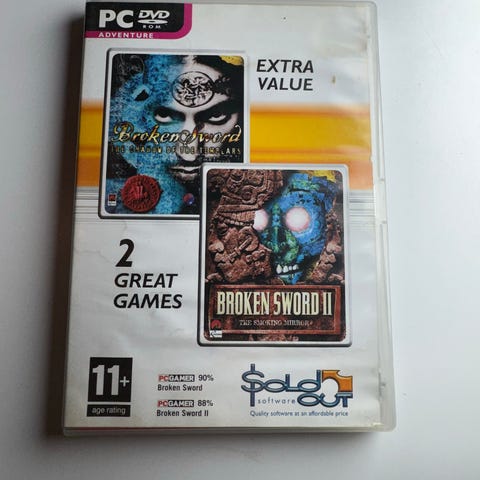 PC DVD
ROM
ADVENTURE
EXTRA
VALUE
Broken Sword
THE SHADOW OF THE TEMPLARS
2
GREAT
GAMES
BROKEN SWORD II
THE SMOKING MIRROR
11+
age rating
PCGAMER 90%
Broken Sword
PCGAMER 88%
Broken Sword II
$old
software OUT
Quality software at an affordable price